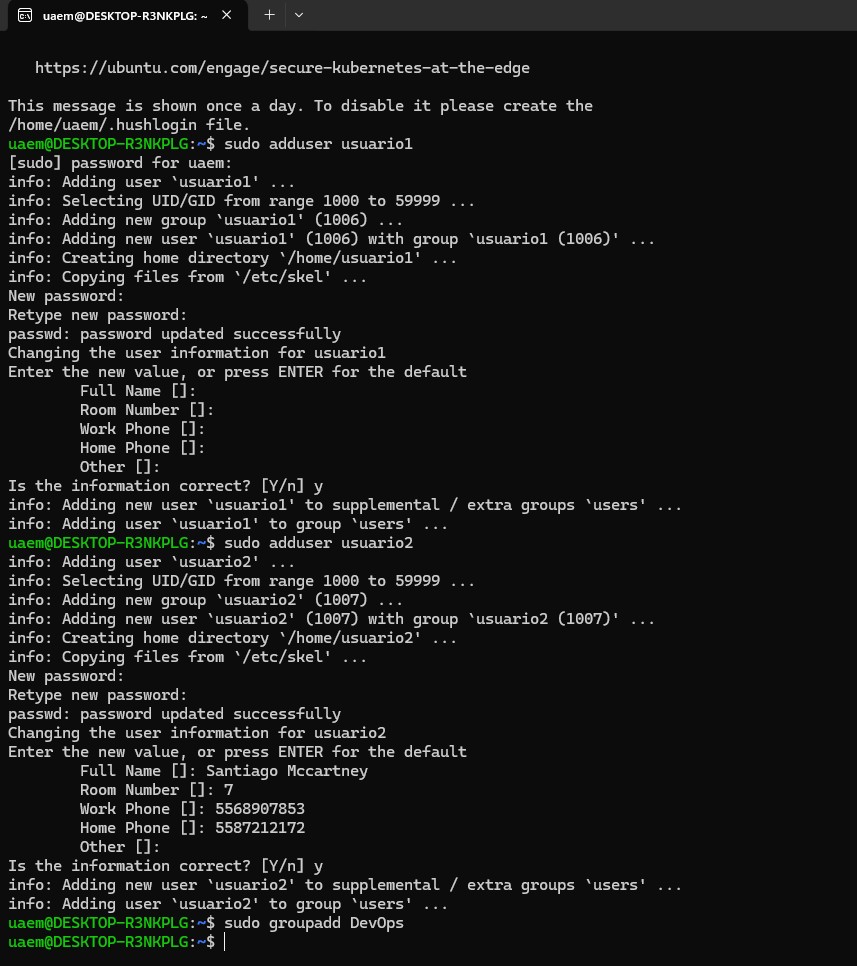 uaem@DESKTOP-R3NKPLG: ~
https://ubuntu.com/engage/secure-kubernetes-at-the-edge
This message is shown once a day. To disable it please create the
/home/uaem/.hushlogin file.
uaem@DESKTOP-R3NKPLG:~$ sudo adduser usuario1
[sudo] password for uaem:
info: Adding user `usuario1' ...
info: Selecting UID/GID from range 1000 to 59999 ...
info: Adding new group `usuario1' (1006) ...
info: Adding new user `usuario1' (1006) with group `usuario1 (1006)' ...
info: Creating home directory `/home/usuario1' ...
info: Copying files from `/etc/skel' ...
New password:
Retype new password:
passwd: password updated successfully
Changing the user information for usuario1
Enter the new value, or press ENTER for the default
Full Name []:
Room Number []:
Work Phone []:
Home Phone []:
Other []:
Is the information correct? [Y/n] y
info: Adding new user `usuario1' to supplemental / extra groups `users' ...
info: Adding user `usuario1' to group `users' ...
uaem@DESKTOP-R3NKPLG:~$ sudo adduser usuario2
info: Adding user `usuario2' ...
info: Selecting UID/GID from range 1000 to 59999 ...
info: Adding new group `usuario2' (1007) ...
info: Adding new user `usuario2' (1007) with group `usuario2 (1007)' ...
info: Creating home directory `/home/usuario2' ...
info: Copying files from `/etc/skel' ...
New password:
Retype new password:
passwd: password updated successfully
Changing the user information for usuario2
Enter the new value, or press ENTER for the default
Full Name []: Santiago Mccartney
Room Number []: 7
Work Phone []: 5568907853
Home Phone []: 5587212172
Other []:
Is the information correct? [Y/n] y
info: Adding new user `usuario2' to supplemental / extra groups `users' ...
info: Adding user `usuario2' to group `users' ...
uaem@DESKTOP-R3NKPLG:~$ sudo groupadd DevOps
uaem@DESKTOP-R3NKPLG:~$